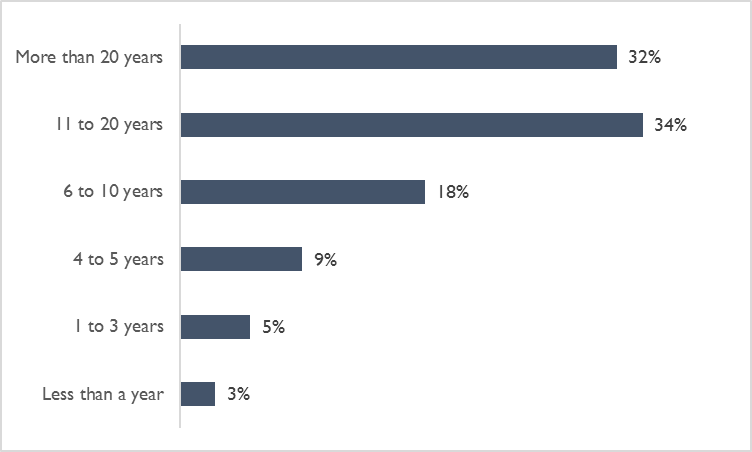 More than 20 years 32%
11 to 20 years 34%
6 to 10 years 18%
4 to 5 years 9%
1 to 3 years 5%
Less than a year 3%